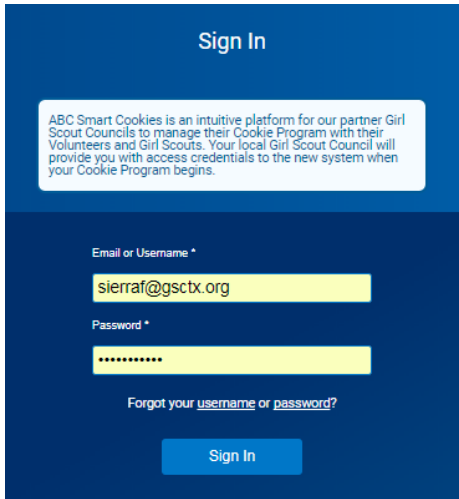 Sign In
ABC Smart Cookies is an intuitive platform for our partner Girl
Scout Councils to manage their Cookie Program with their
Volunteers and Girl Scouts. Your local Girl Scout Council will
provide you with access credentials to the new system when
your Cookie Program begins.
Email or Username *
sierraf@gsctx.org
Password *
•••••••••••
Forgot your username or password?
Sign In